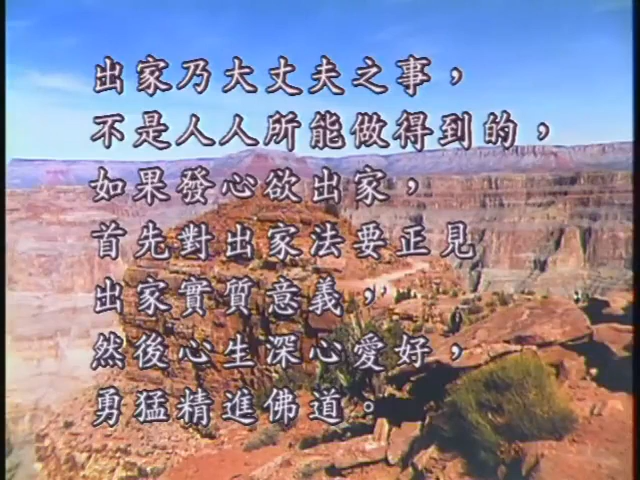 出家乃大丈夫之事，
不是人人所能做得到的，
如果發心欲出家，
首先對出家法要正見
出家實質意義，
然後心生深心愛好，
勇猛精進佛道。